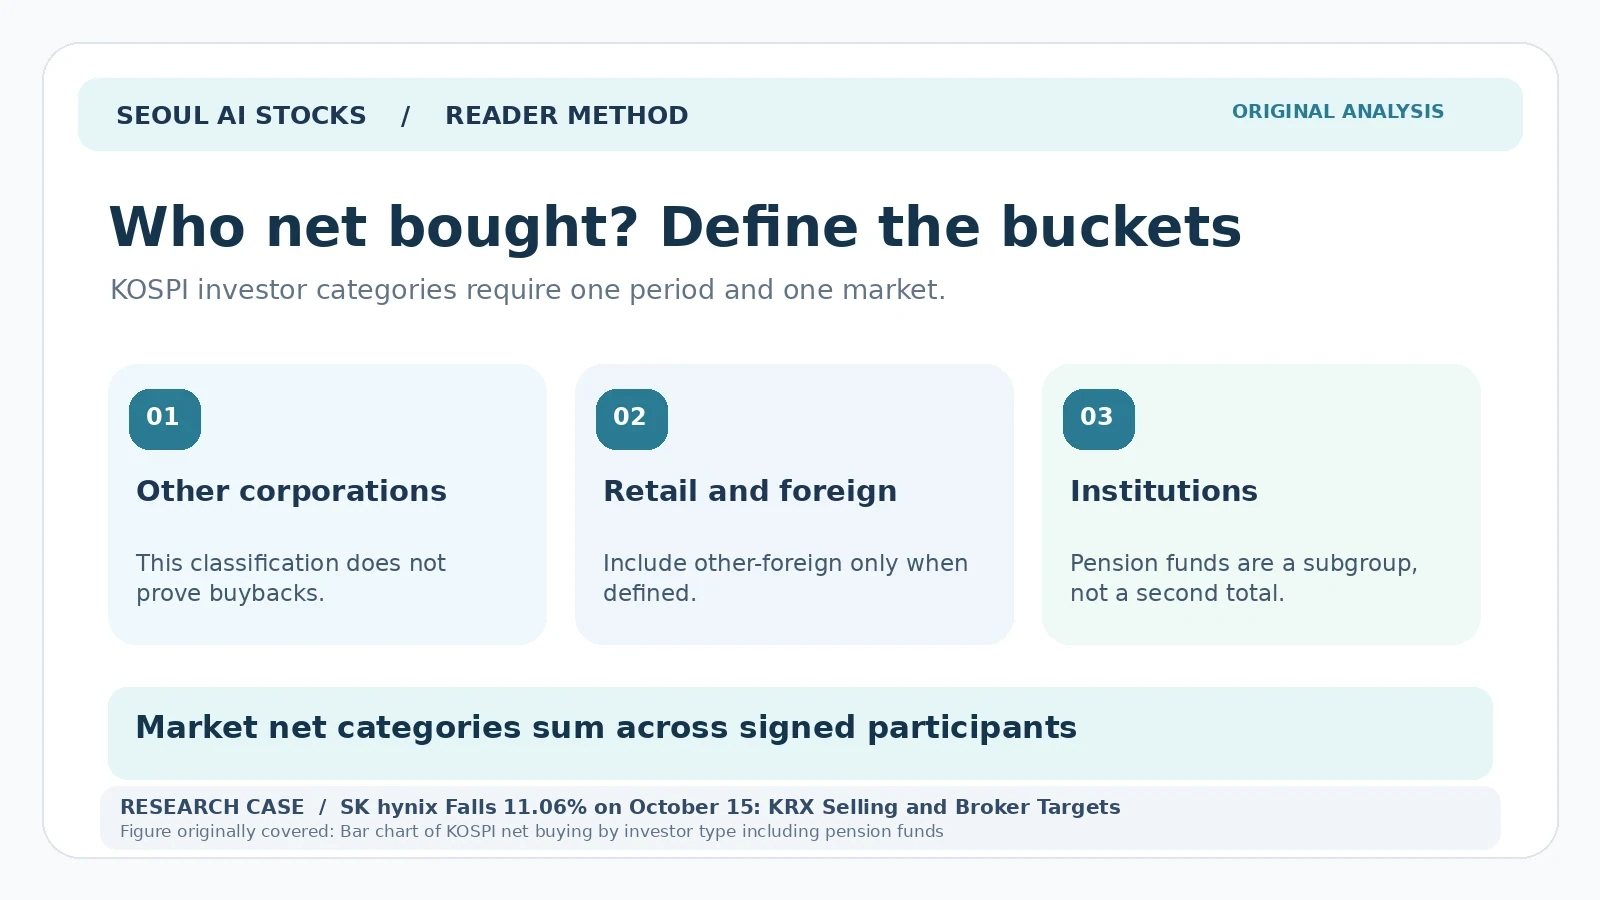 SEOUL AI STOCKS / READER METHOD
ORIGINAL ANALYSIS
Who net bought? Define the buckets
KOSPI investor categories require one period and one market.
01
Other corporations
This classification does not
prove buybacks.
02
Retail and foreign
Include other-foreign only when
defined.
03
Institutions
Pension funds are a subgroup,
not a second total.
Market net categories sum across signed participants
RESEARCH CASE / SK hynix Falls 11.06% on October 15: KRX Selling and Broker Targets
Figure originally covered: Bar chart of KOSPI net buying by investor type including pension funds